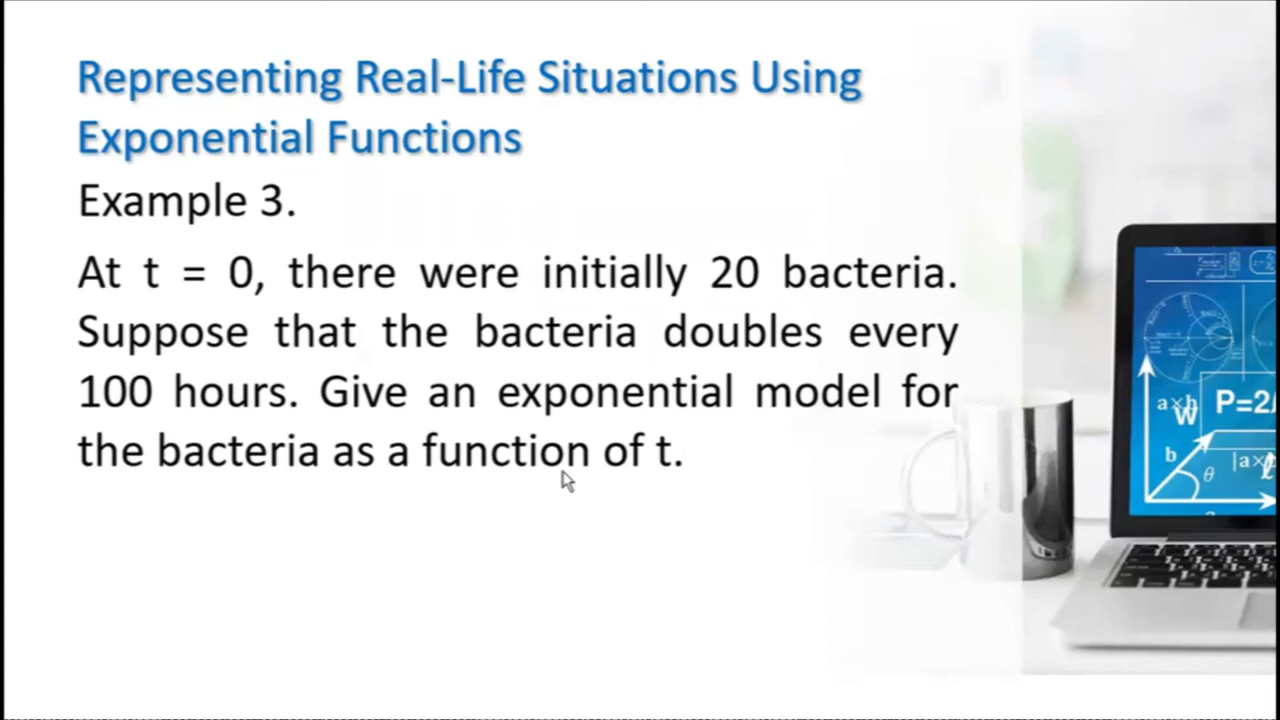 Representing Real-Life Situations Using
Exponential Functions
Example 3.
At t = 0, there were initially 20 bacteria.
Suppose that the bacteria doubles every
100 hours. Give an exponential model for
the bacteria as a function of t.
a×b
W
P=2
b
θ
|a×